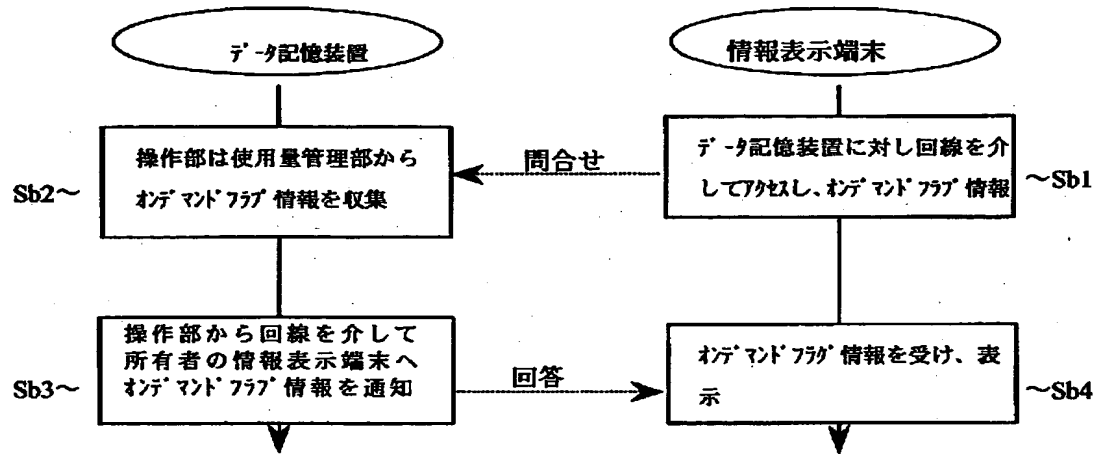 データ記憶装置
情報表示端末
操作部は使用量管理部から
オンデマンドフラブ情報を収集
Sb2～
問合せ
データ記憶装置に対し回線を介
してアクセスし、オンデマンドフラブ情報
～Sb1
操作部から回線を介して
所有者の情報表示端末へ
オンデマンドフラブ情報を通知
Sb3～
回答
オンデマンドフラグ情報を受け、表
示
～Sb4